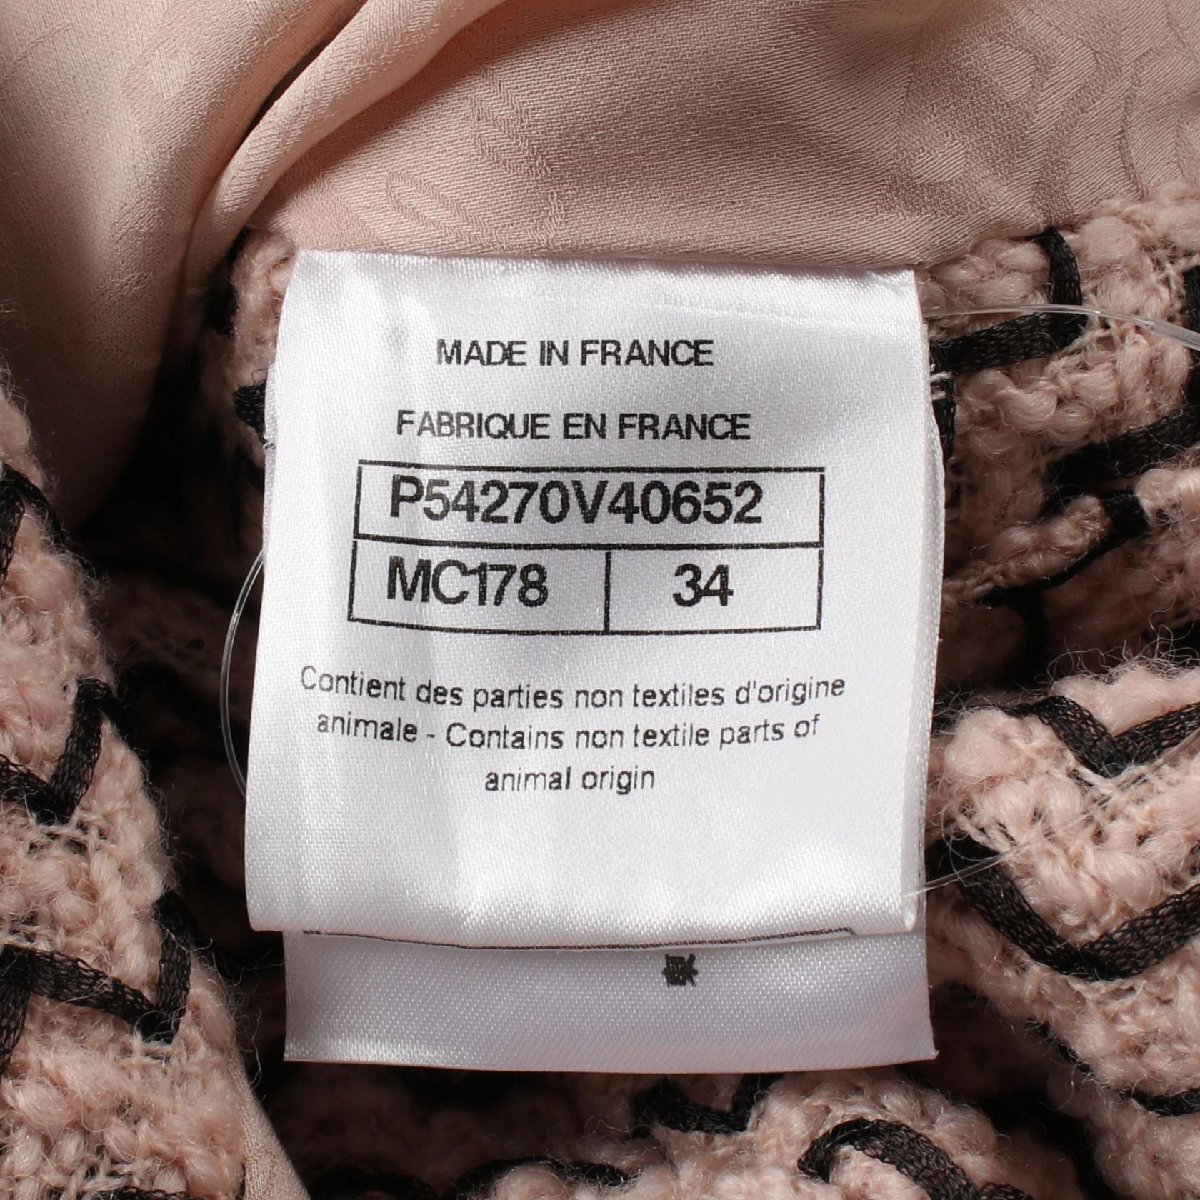 MADE IN FRANCE
FABRIQUE EN FRANCE
P54270V40652
MC178 34
Contient des parties non textiles d'origine
animale - Contains non textile parts of
animal origin